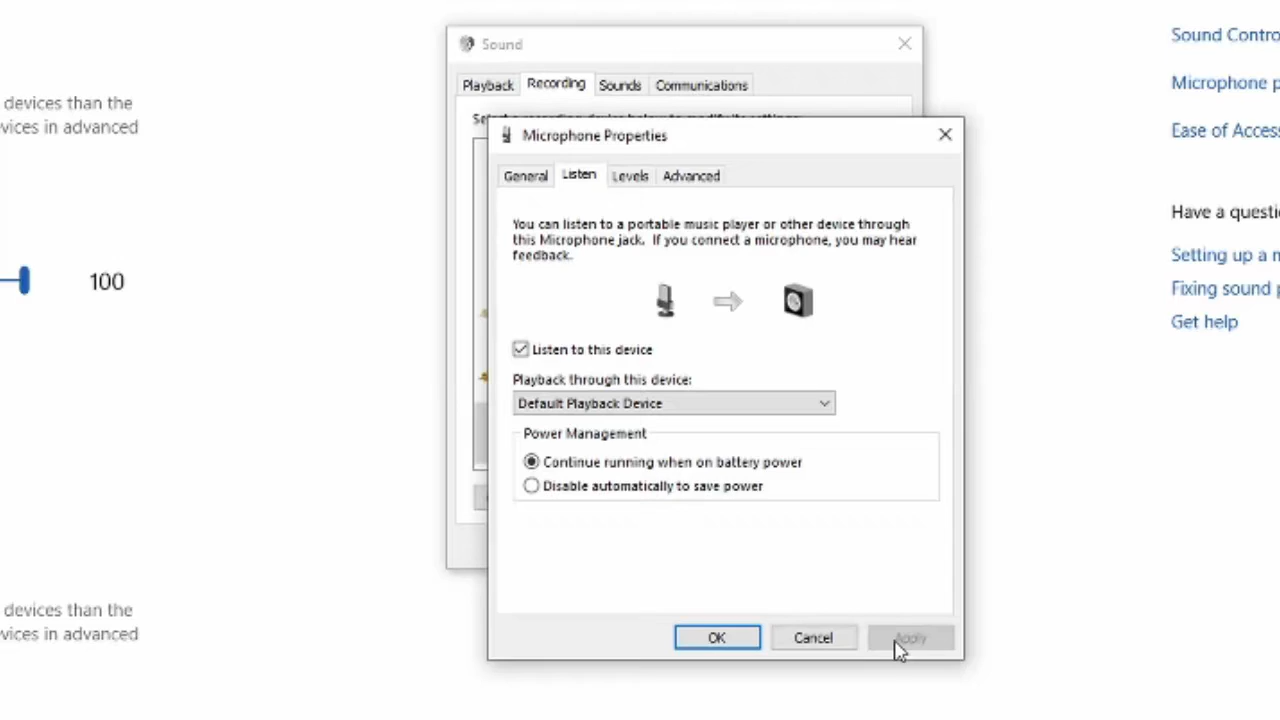 Sound
Playback Recording Sounds Communications
Microphone Properties
General Listen Levels Advanced
You can listen to a portable music player or other device through
this Microphone jack. If you connect a microphone, you may hear
feedback.
Listen to this device
Playback through this device:
Default Playback Device
Power Management
Continue running when on battery power
Disable automatically to save power
OK Cancel Apply
devices than the
vices in advanced
100
devices than the
vices in advanced
Sound Contro
Microphone p
Ease of Access
Have a questi
Setting up a m
Fixing sound p
Get help